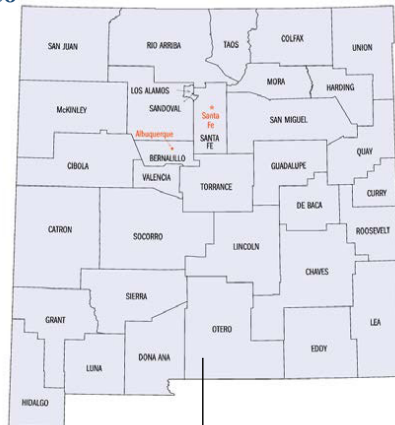 SAN JUAN
RIO ARRIBA
TAOS
COLFAX
UNION
LOS ALAMOS
MORA
HARDING
McKINLEY
SANDOVAL
Santa
Fe
SANTA
FE
SAN MIGUEL
Albuquerque
BERNALILLO
CIBOLA
VALENCIA
TORRANCE
GUADALUPE
QUAY
CURRY
DE BACA
ROOSEVELT
CATRON
SOCORRO
LINCOLN
CHAVES
SIERRA
GRANT
OTERO
LEA
EDDY
LUNA
DONA ANA
HIDALGO